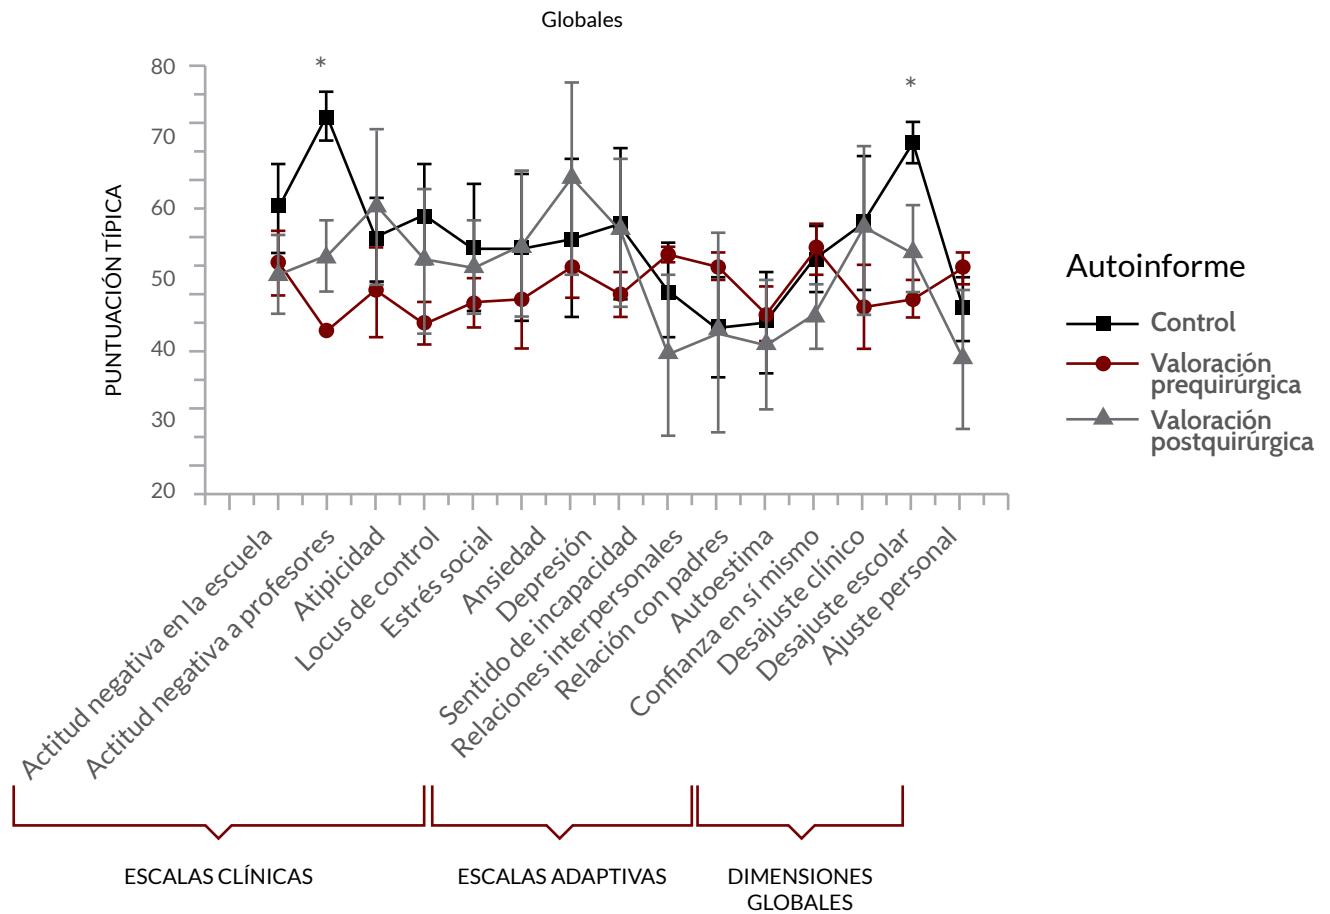 Globales
*
*
80
70
60
50
40
30
20
PUNTUACIÓN TÍPICA
Actitud negativa en la escuela
Actitud negativa a profesores
Atipicidad
Locus de control
Estrés social
Ansiedad
Depresión
Sentido de incapacidad
Relaciones interpersonales
Relación con padres
Autoestima
Confianza en sí mismo
Desajuste clínico
Desajuste escolar
Ajuste personal
Autoinforme
Control
Valoración
prequirúrgica
Valoración
postquirúrgica
ESCALAS CLÍNICAS
ESCALAS ADAPTIVAS
DIMENSIONES
GLOBALES